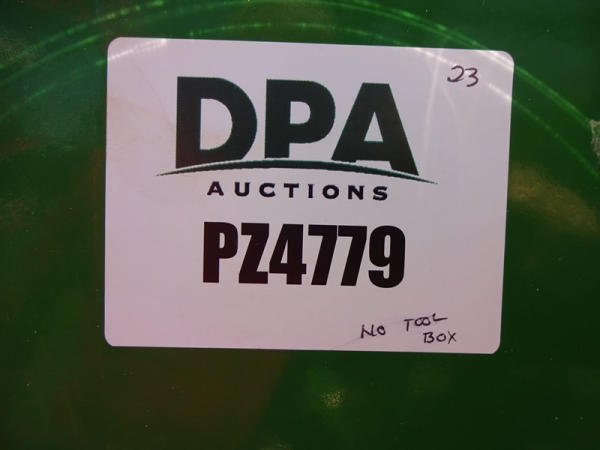 23
DPA
AUCTIONS
PZ4779
NO TOOL
BOX